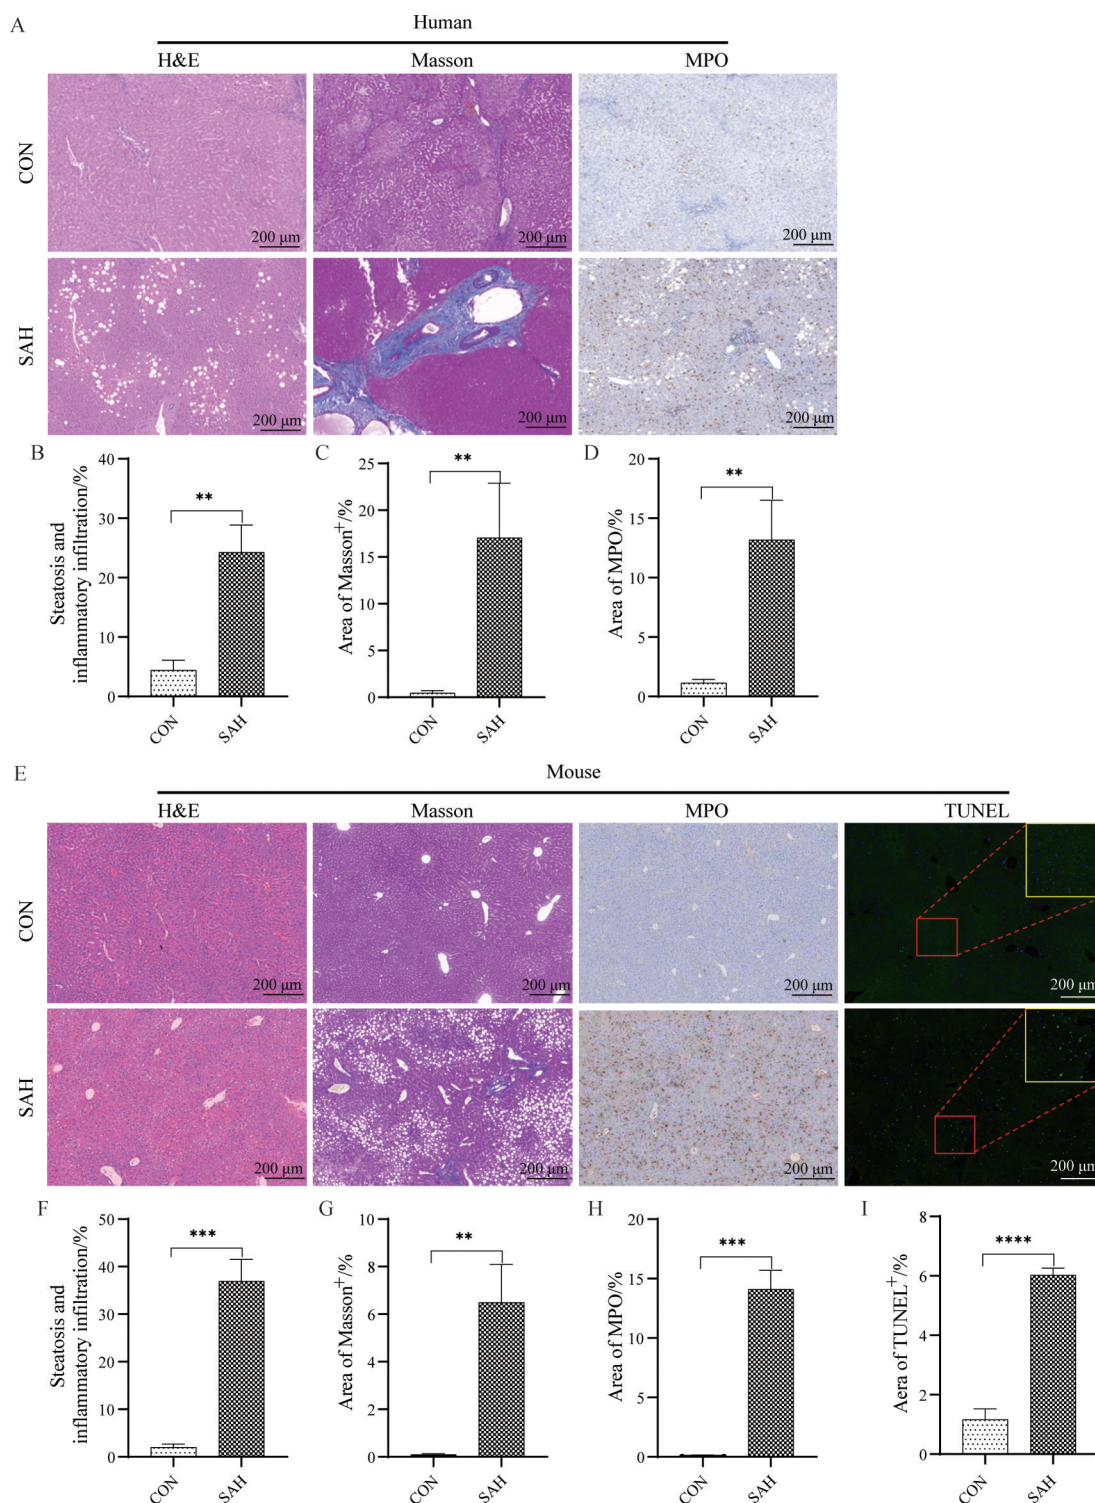 A
Human
H&E Masson MPO
CON
200 μm 200 μm 200 μm
SAH
200 μm 200 μm 200 μm
B
Steatosis and
inflammatory infiltration/%
40
30
20
10
0
**
CON SAH
C
Area of Masson+/%
25
20
15
10
5
0
**
CON SAH
D
Area of MPO/%
20
15
10
5
0
**
CON SAH
E
Mouse
H&E Masson MPO TUNEL
CON
200 μm 200 μm 200 μm 200 μm
SAH
200 μm 200 μm 200 μm 200 μm
F
Steatosis and
inflammatory infiltration/%
50
40
30
20
10
0
***
CON SAH
G
Area of Masson+/%
10
8
6
4
2
0
**
CON SAH
H
Area of MPO/%
20
15
10
5
0
***
CON SAH
I
Aera of TUNEL+/%
8
6
4
2
0
****
CON SAH